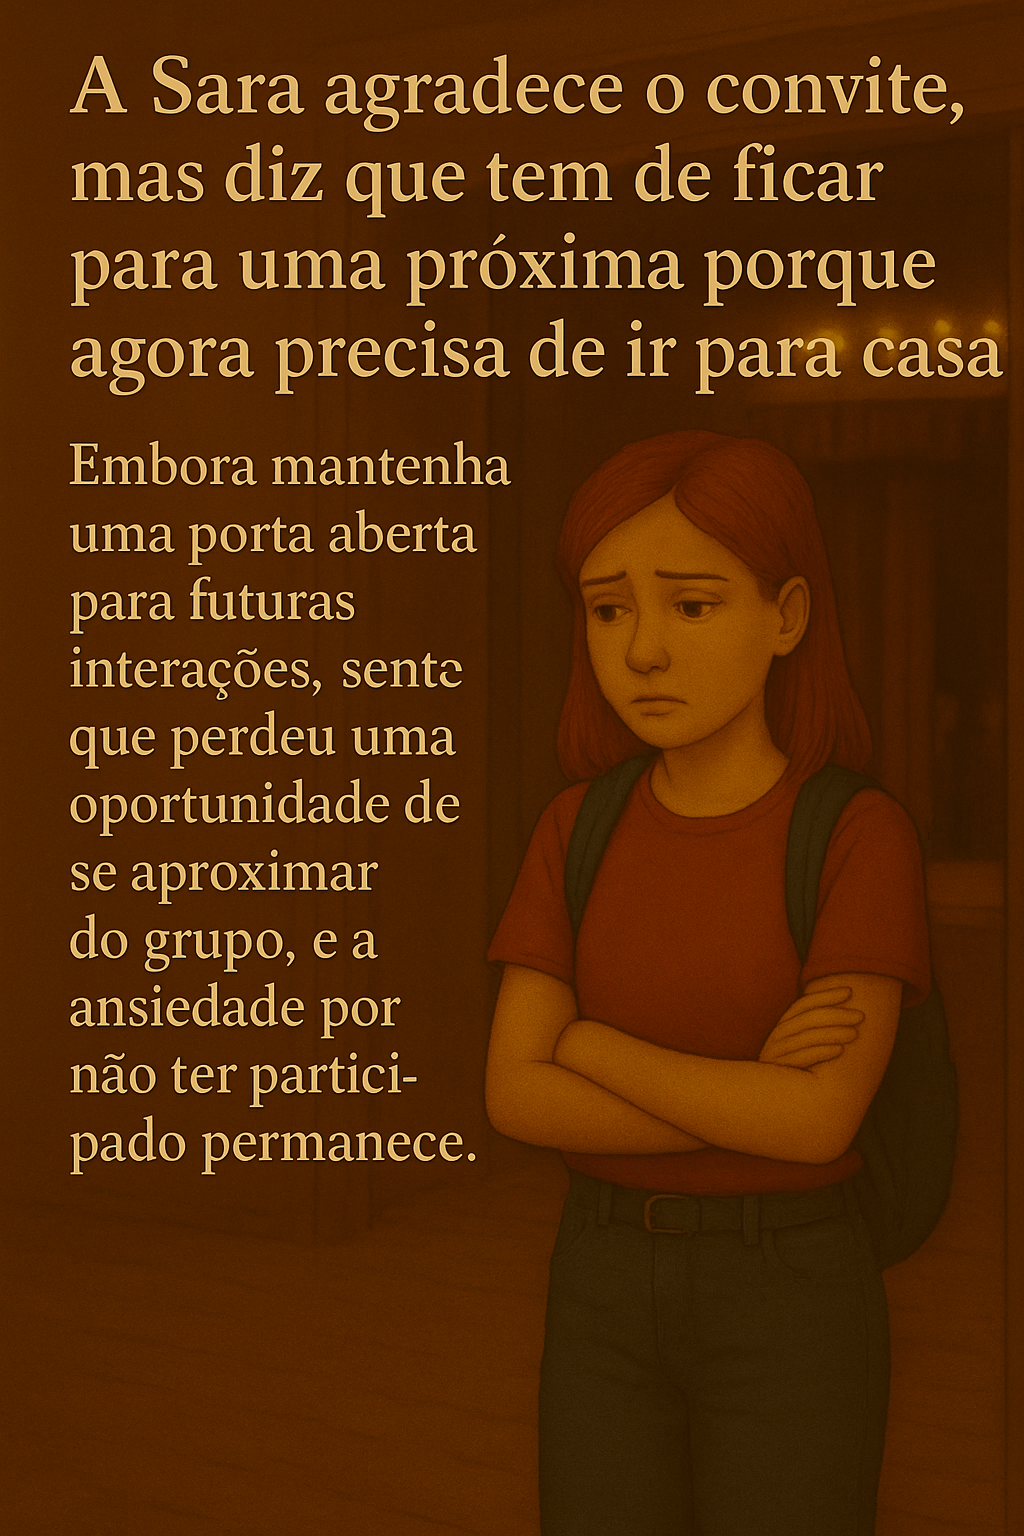 A Sara agradece o convite,
mas diz que tem de ficar
para uma próxima porque
agora precisa de ir para casa
Embora mantenha
uma porta aberta
para futuras
interações, sente
que perdeu uma
oportunidade de
se aproximar
do grupo, e a
ansiedade por
não ter partici-
pado permanece.